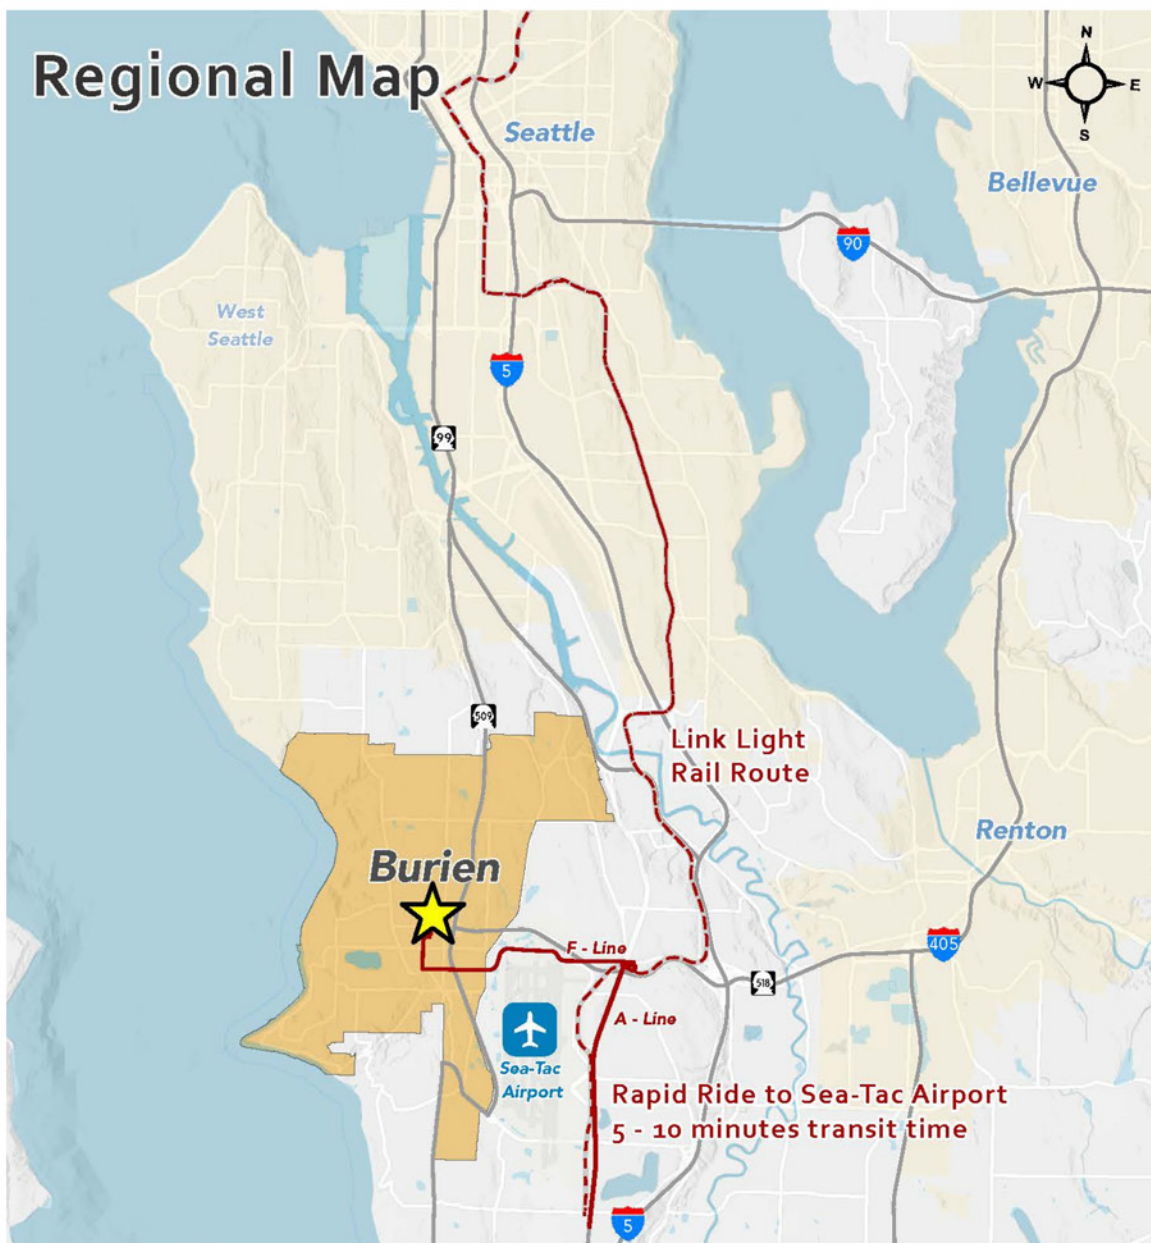 Regional Map
N
W
E
S
Seattle
Bellevue
90
West
Seattle
5
99
509
Link Light
Rail Route
Renton
Burien
F - Line
405
518
A - Line
Sea-Tac
Airport
Rapid Ride to Sea-Tac Airport
5 - 10 minutes transit time
5